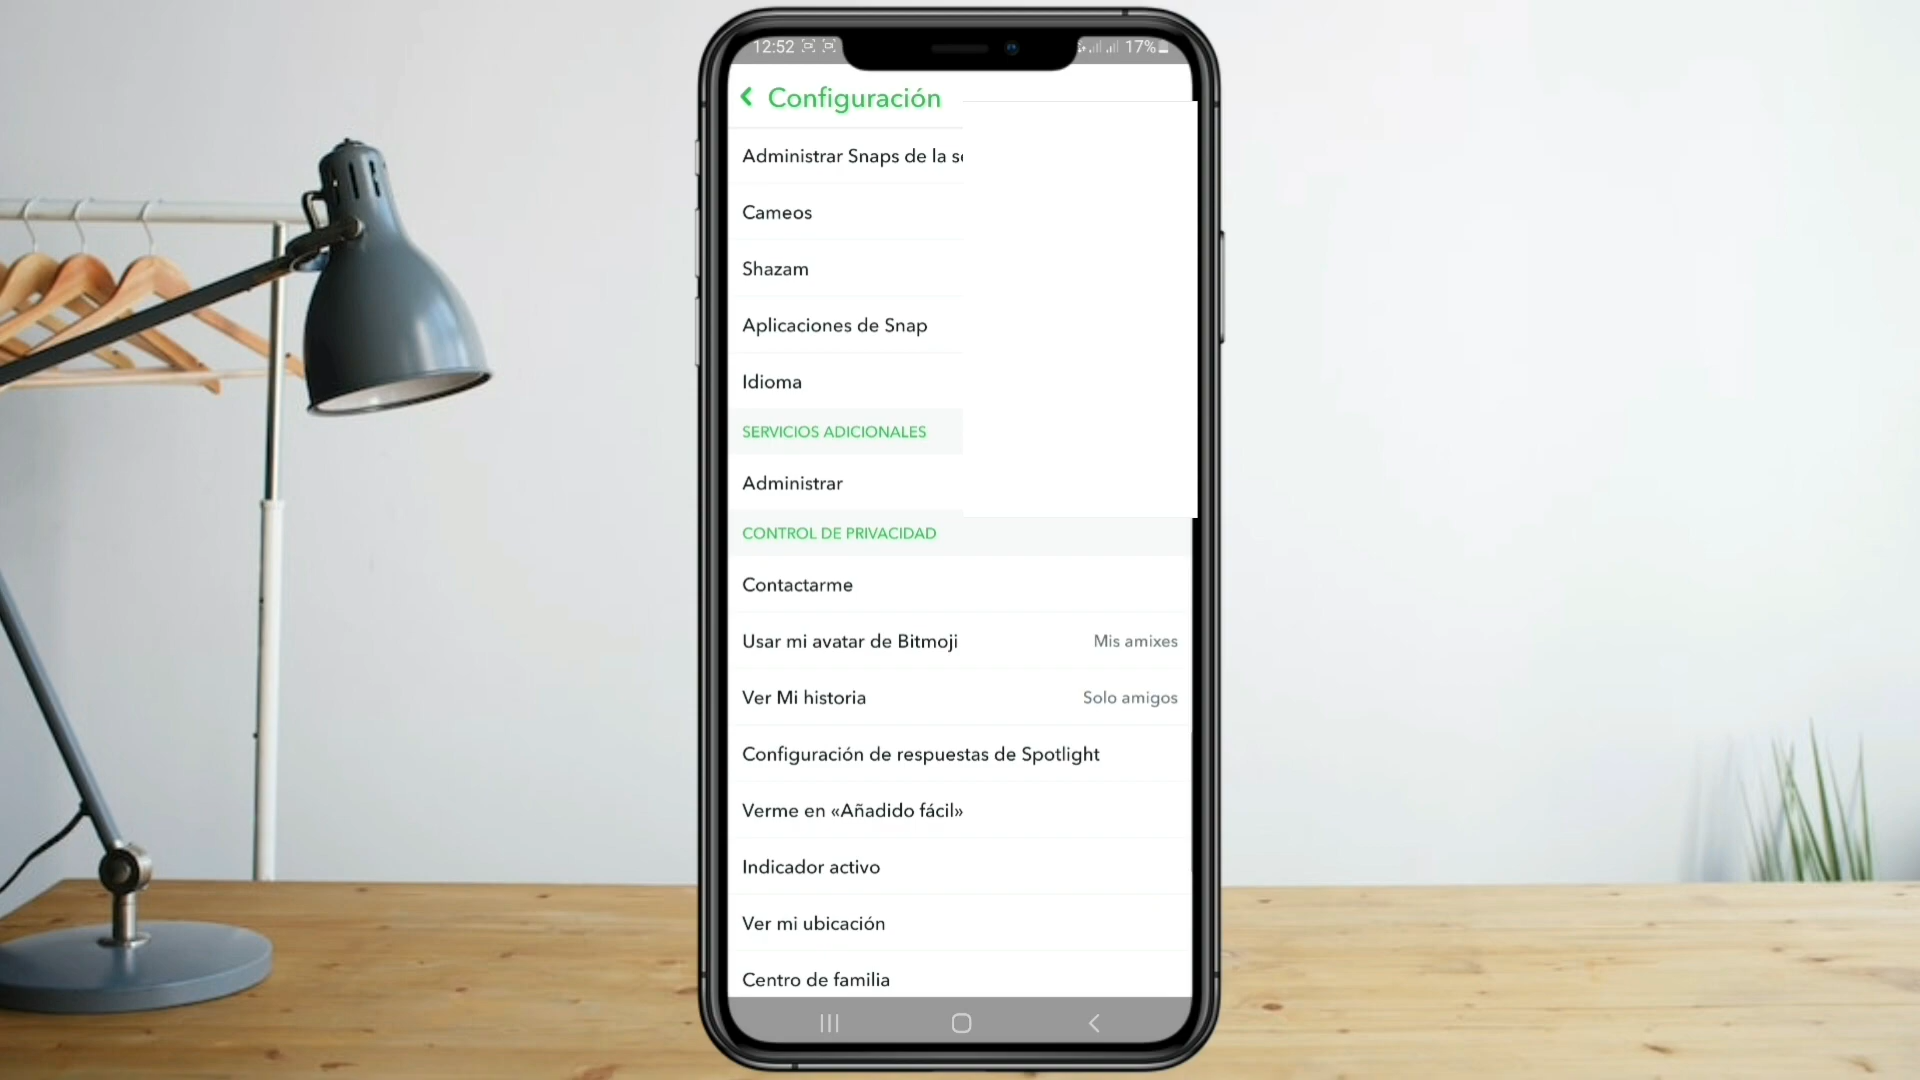 12:52
17%
Configuración
Administrar Snaps de la
Cameos
Shazam
Aplicaciones de Snap
Idioma
SERVICIOS ADICIONALES
Administrar
CONTROL DE PRIVACIDAD
Contactarme
Usar mi avatar de Bitmoji Mis amixes
Ver Mi historia Solo amigos
Configuración de respuestas de Spotlight
Verme en «Añadido fácil»
Indicador activo
Ver mi ubicación
Centro de familia